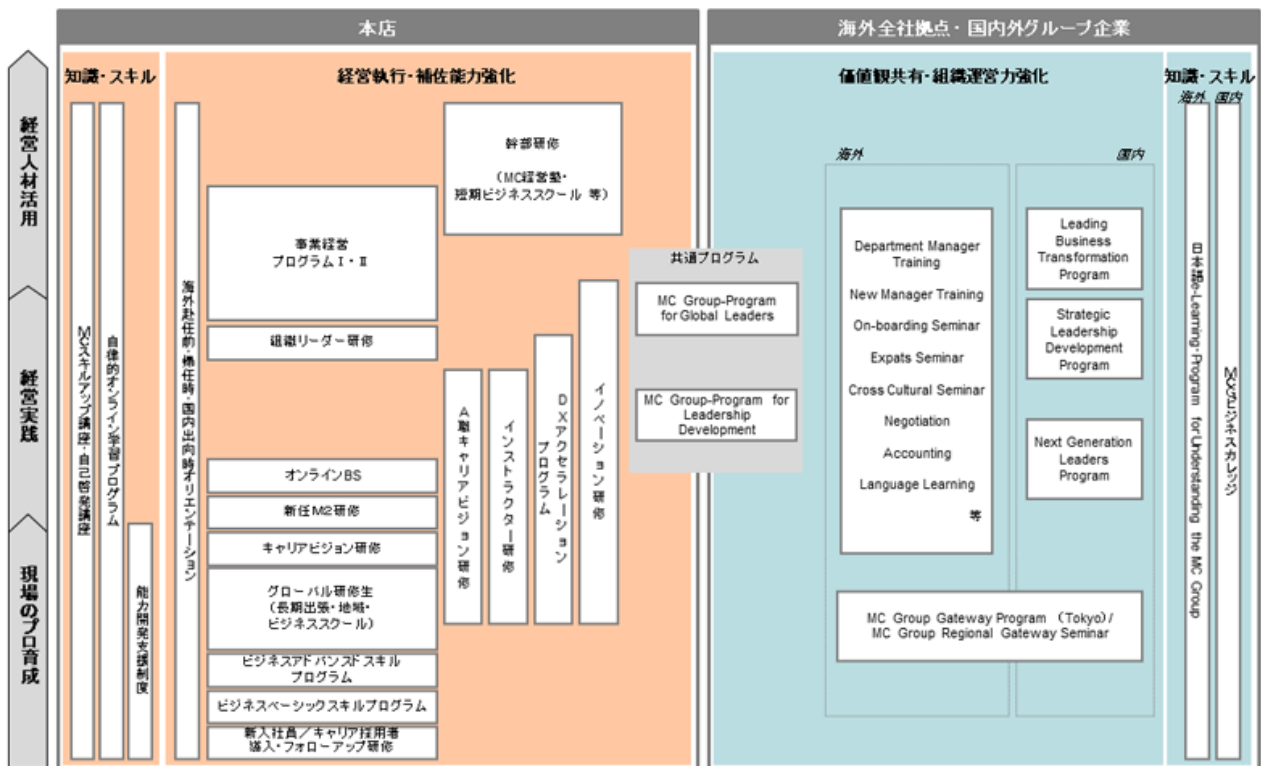 本店
海外全社拠点・国内外グループ企業
経営人材活用
経営実践
現場のプロ育成
知識・スキル
MCスキルアップ講座・自己啓発講座
自律的オンライン学習プログラム
能力開発支援制度
経営執行・補佐能力強化
海外赴任前・帰任時・国内出向時オリエンテーション
幹部研修
（MC経営塾・
短期ビジネススクール 等）
事業経営
プログラムⅠ・Ⅱ
組織リーダー研修
オンラインBS
新任M2研修
キャリアビジョン研修
グローバル研修生
（長期出張・地域・
ビジネススクール）
ビジネスアドバンスドスキル
プログラム
ビジネスベーシックスキルプログラム
新入社員／キャリア採用者
導入・フォローアップ研修
A職キャリアビジョン研修
インストラクター研修
DXアクセラレーション
プログラム
イノベーション研修
共通プログラム
MC Group-Program
for Global Leaders
MC Group-Program for
Leadership
Development
価値観共有・組織運営力強化
海外
国内
Department Manager
Training
New Manager Training
On-boarding Seminar
Expats Seminar
Cross Cultural Seminar
Negotiation
Accounting
Language Learning
等
Leading
Business
Transformation
Program
Strategic
Leadership
Development
Program
Next Generation
Leaders
Program
MC Group Gateway Program （Tokyo）/
MC Group Regional Gateway Seminar
知識・スキル
海外
国内
日本語e-Learning・Program for Understanding the MC Group
MCGビジネスカレッジ